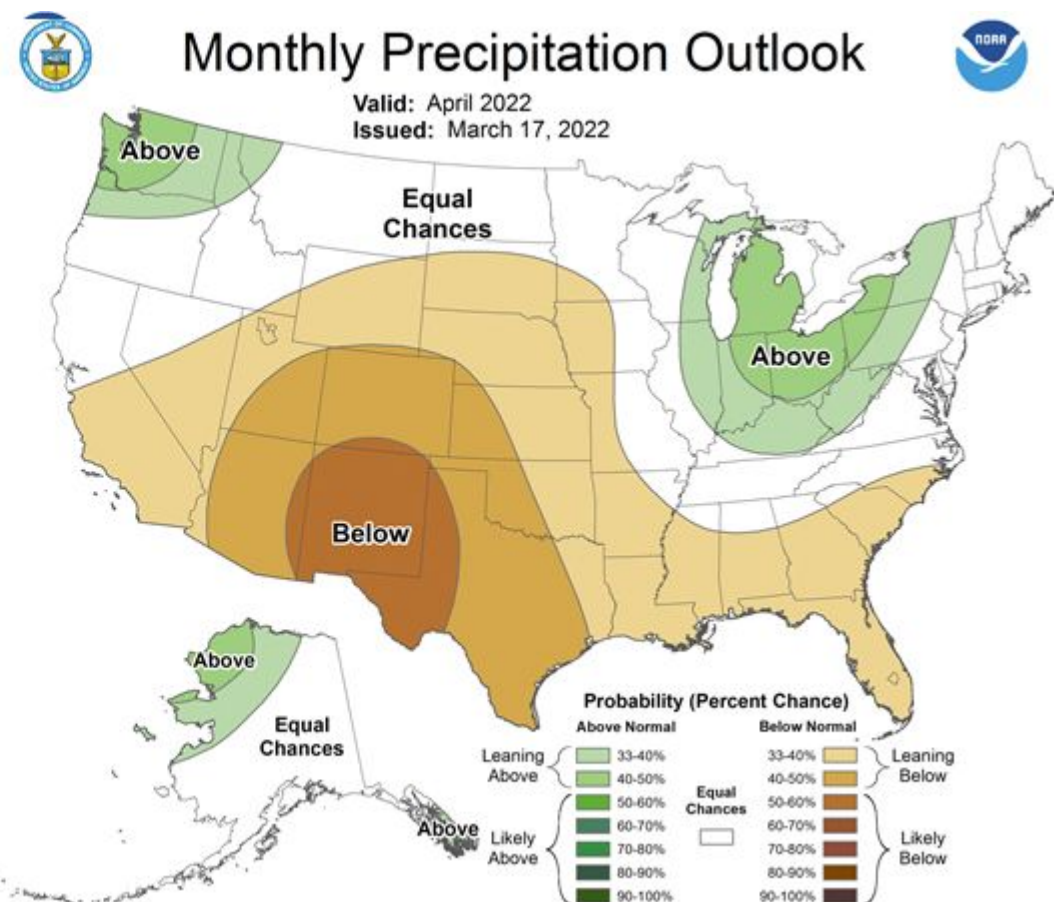 NOAA
Monthly Precipitation Outlook
Valid: April 2022
Issued: March 17, 2022
Above
Equal
Chances
Above
Below
Above
Equal
Chances
Above
Probability (Percent Chance)
Above Normal
Below Normal
Leaning
Above
33-40%
40-50%
Likely
Above
50-60%
60-70%
70-80%
80-90%
90-100%
Equal
Chances
33-40%
40-50%
Leaning
Below
50-60%
60-70%
70-80%
80-90%
90-100%
Likely
Below